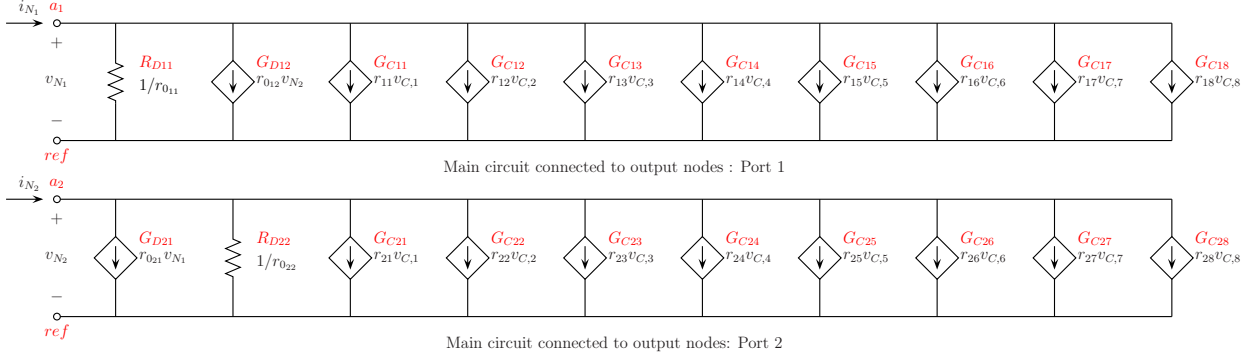 i_{N_1} a_1
+
R_{D11} G_{D12} G_{C11} G_{C12} G_{C13} G_{C14} G_{C15} G_{C16} G_{C17} G_{C18}
v_{N_1} 1/r_{0_{11}} r_{0_{12}}v_{N_2} r_{11}v_{C,1} r_{12}v_{C,2} r_{13}v_{C,3} r_{14}v_{C,4} r_{15}v_{C,5} r_{16}v_{C,6} r_{17}v_{C,7} r_{18}v_{C,8}
−
ref
Main circuit connected to output nodes : Port 1
i_{N_2} a_2
+
G_{D21} R_{D22} G_{C21} G_{C22} G_{C23} G_{C24} G_{C25} G_{C26} G_{C27} G_{C28}
v_{N_2} r_{0_{21}}v_{N_1} 1/r_{0_{22}} r_{21}v_{C,1} r_{22}v_{C,2} r_{23}v_{C,3} r_{24}v_{C,4} r_{25}v_{C,5} r_{26}v_{C,6} r_{27}v_{C,7} r_{28}v_{C,8}
−
ref
Main circuit connected to output nodes: Port 2